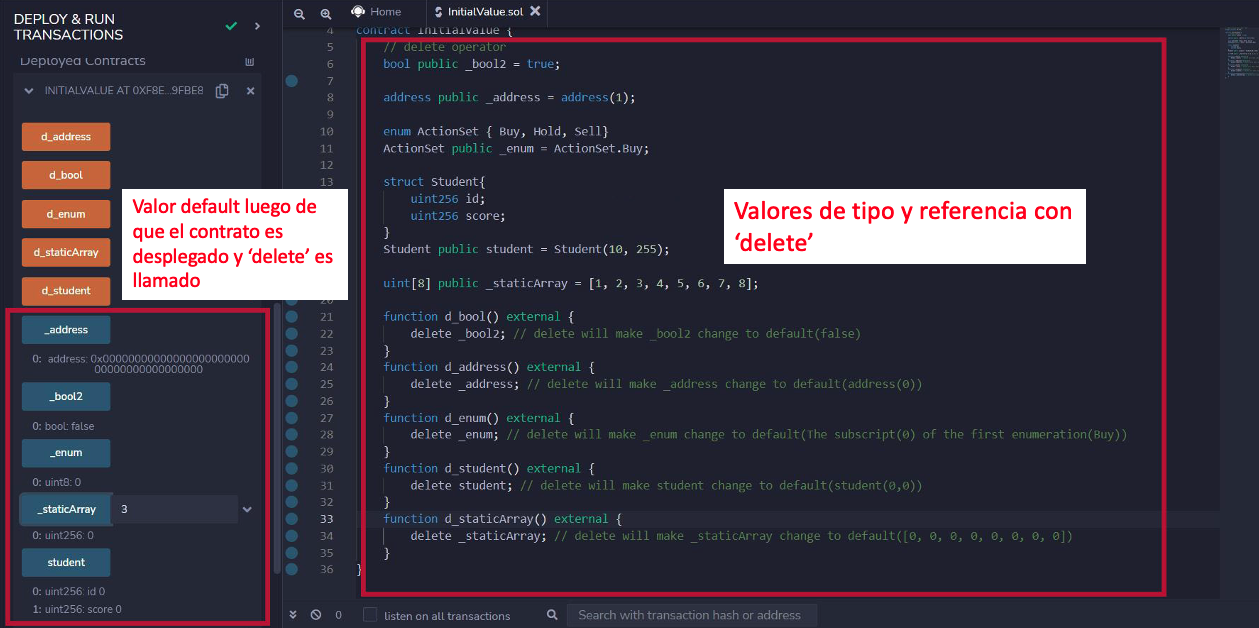 DEPLOY & RUN
TRANSACTIONS
Deployed Contracts
INITIALVALUE AT 0XF8E...9FBE8
d_address
d_bool
d_enum
d_staticArray
d_student
_address
0: address: 0x00000000000000000000000
00000000000000000
_bool2
0: bool: false
_enum
0: uint8: 0
_staticArray 3
0: uint256: 0
student
0: uint256: id 0
1: uint256: score 0
Valor default luego de
que el contrato es
desplegado y ‘delete’ es
llamado
Home InitialValue.sol
4 contract InitialValue {
5 // delete operator
6 bool public _bool2 = true;
7
8 address public _address = address(1);
9
10 enum ActionSet { Buy, Hold, Sell}
11 ActionSet public _enum = ActionSet.Buy;
12
13 struct Student{
uint256 id;
uint256 score;
}
Student public student = Student(10, 255);
uint[8] public _staticArray = [1, 2, 3, 4, 5, 6, 7, 8];
20
21 function d_bool() external {
22 delete _bool2; // delete will make _bool2 change to default(false)
23 }
24 function d_address() external {
25 delete _address; // delete will make _address change to default(address(0))
26 }
27 function d_enum() external {
28 delete _enum; // delete will make _enum change to default(The subscript(0) of the first enumeration(Buy))
29 }
30 function d_student() external {
31 delete student; // delete will make student change to default(student(0,0))
32 }
33 function d_staticArray() external {
34 delete _staticArray; // delete will make _staticArray change to default([0, 0, 0, 0, 0, 0, 0, 0])
35 }
36 }
Valores de tipo y referencia con
‘delete’
0 listen on all transactions Search with transaction hash or address